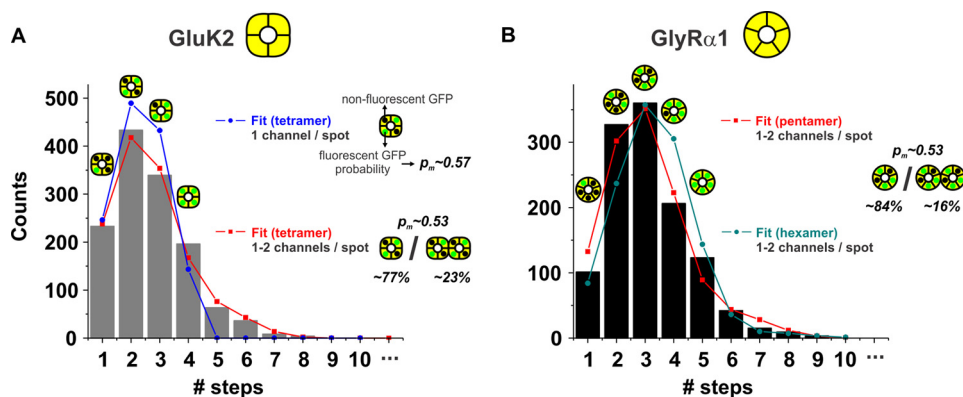 A
GluK2
500
400
300
200
100
0
Counts
Fit (tetramer)
1 channel / spot
non-fluorescent GFP
fluorescent GFP
probability
pm~0.57
Fit (tetramer)
1-2 channels / spot
pm~0.53
/
~77%
~23%
1 2 3 4 5 6 7 8 9 10 ...
# steps
B
GlyRα1
300
200
100
0
Fit (pentamer)
1-2 channels / spot
Fit (hexamer)
1-2 channels / spot
pm~0.53
/
~84%
~16%
1 2 3 4 5 6 7 8 9 10 ...
# steps